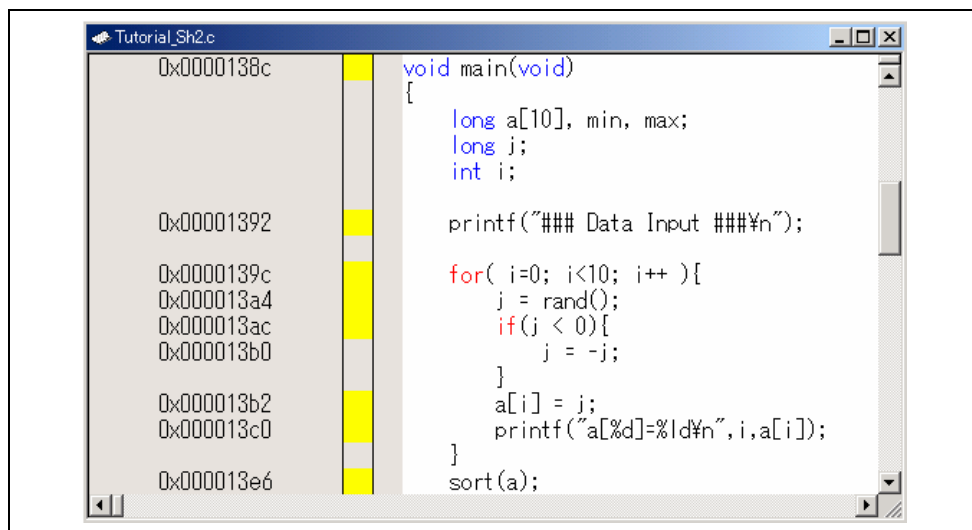 Tutorial_Sh2.c
0x0000138c void main(void)
{
long a[10], min, max;
long j;
int i;
0x00001392 printf("### Data Input ###¥n");
0x0000139c for( i=0; i<10; i++ ){
0x000013a4 j = rand();
0x000013ac if(j < 0){
0x000013b0 j = -j;
}
0x000013b2 a[i] = j;
0x000013c0 printf("a[%d]=%ld¥n",i,a[i]);
}
0x000013e6 sort(a);